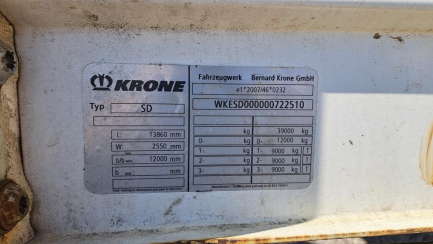 KRONE
Typ SD
L: 13860 mm
W 2550 mm
b/b 12000 mm
b mm
Fahrzeugwerk Bernard Krone GmbH
e1*2007/46*0232
WKESD000000722510
kg 39000 kg
0- kg 0- 12000 kg
1- kg 1- 9000 kg T
2- kg 2- 9000 kg T
3- kg 3- 9000 kg T